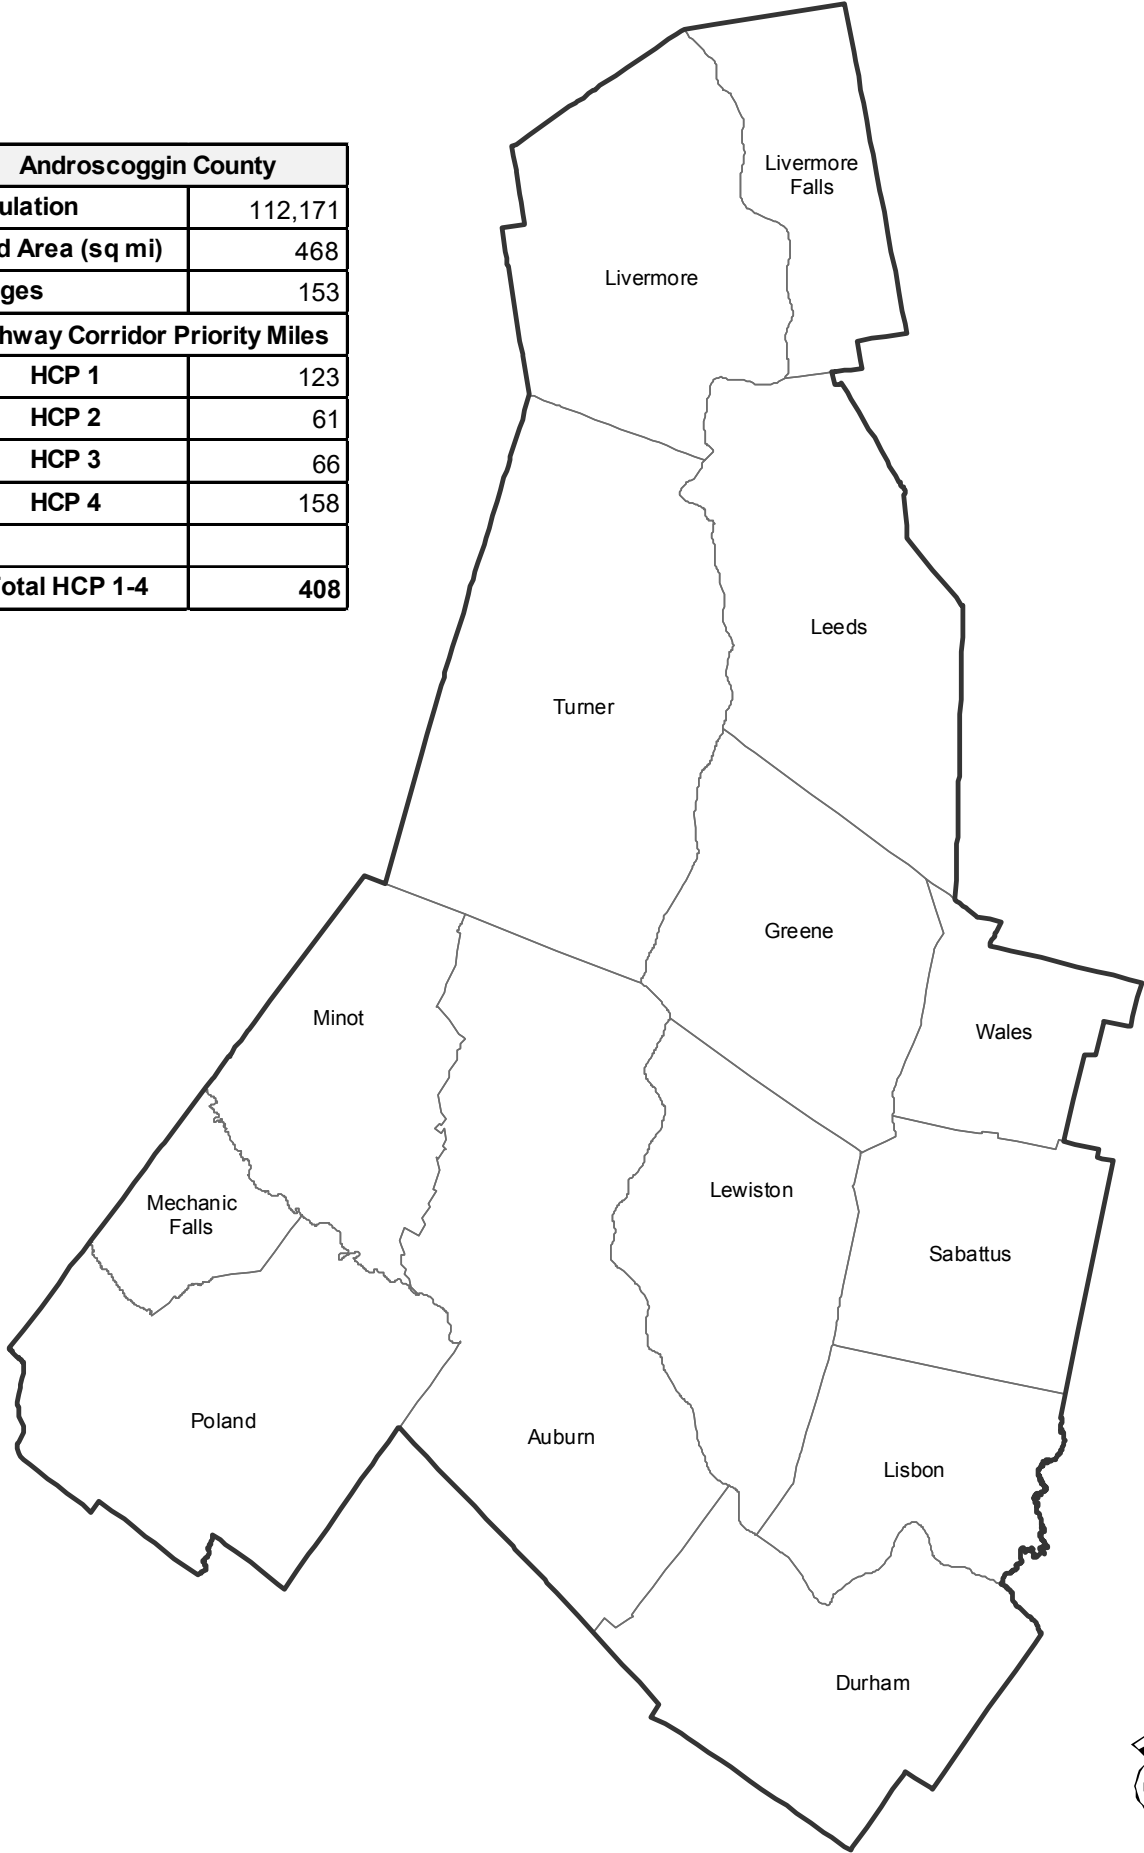 Androscoggin County
ulation 112,171
d Area (sq mi) 468
ges 153
hway Corridor Priority Miles
HCP 1 123
HCP 2 61
HCP 3 66
HCP 4 158
otal HCP 1-4 408
Livermore
Falls
Livermore
Leeds
Turner
Greene
Minot
Wales
Lewiston
Mechanic
Falls
Sabattus
Poland
Auburn
Lisbon
Durham